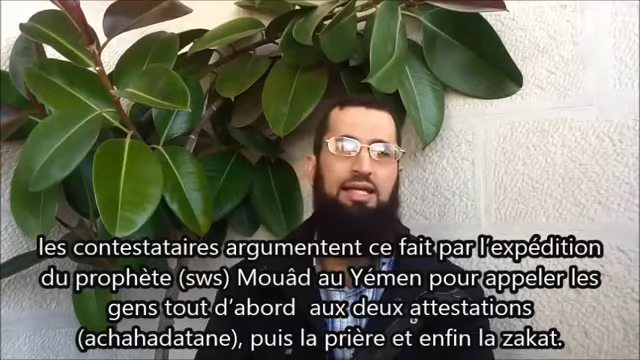 les contestataires argumentent ce fait par l'expédition
du prophète (sws) Mouâd au Yémen pour appeler les
gens tout d'abord aux deux attestations
(achahadatane), puis la prière et enfin la zakat.